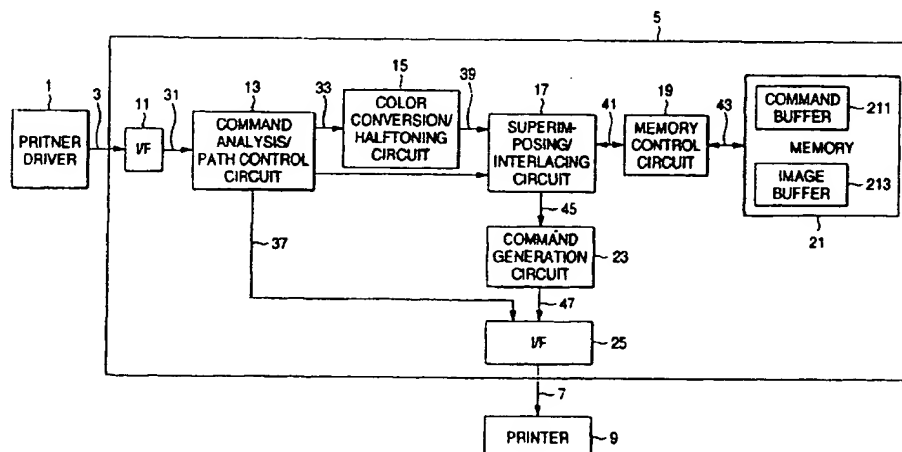 5
1
3
11
31
13
33
15
39
17
41
19
43
PRITNER
DRIVER
I/F
COMMAND
ANALYSIS/
PATH CONTROL
CIRCUIT
COLOR
CONVERSION/
HALFTONING
CIRCUIT
SUPERIM-
POSING/
INTERLACING
CIRCUIT
MEMORY
CONTROL
CIRCUIT
COMMAND
BUFFER
211
MEMORY
IMAGE
BUFFER
213
21
37
45
COMMAND
GENERATION
CIRCUIT
23
47
I/F
25
7
PRINTER
9